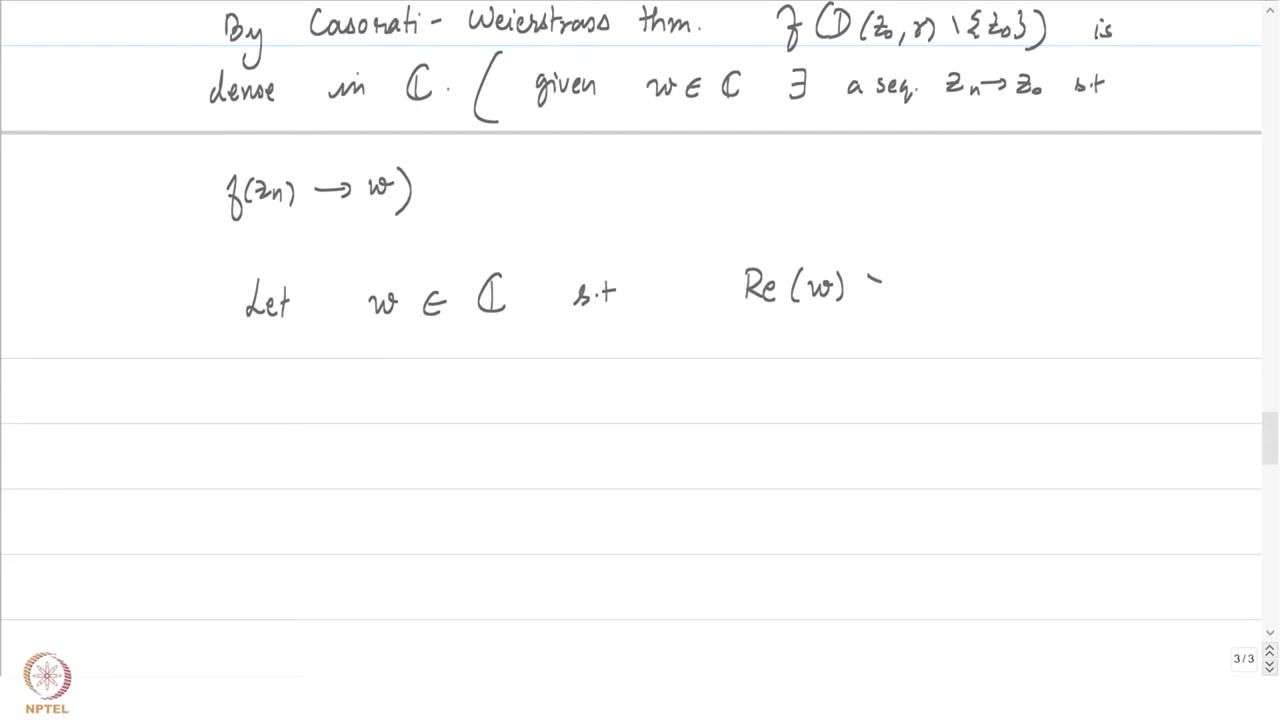 By Casorati - Weierstrass thm. f(D(z₀,r) \ {z₀}) is
dense in ℂ. ( given w ∈ ℂ ∃ a seq. zₙ → z₀ s.t
f(zₙ) → w)
Let w ∈ ℂ s.t Re(w)
3/3
NPTEL